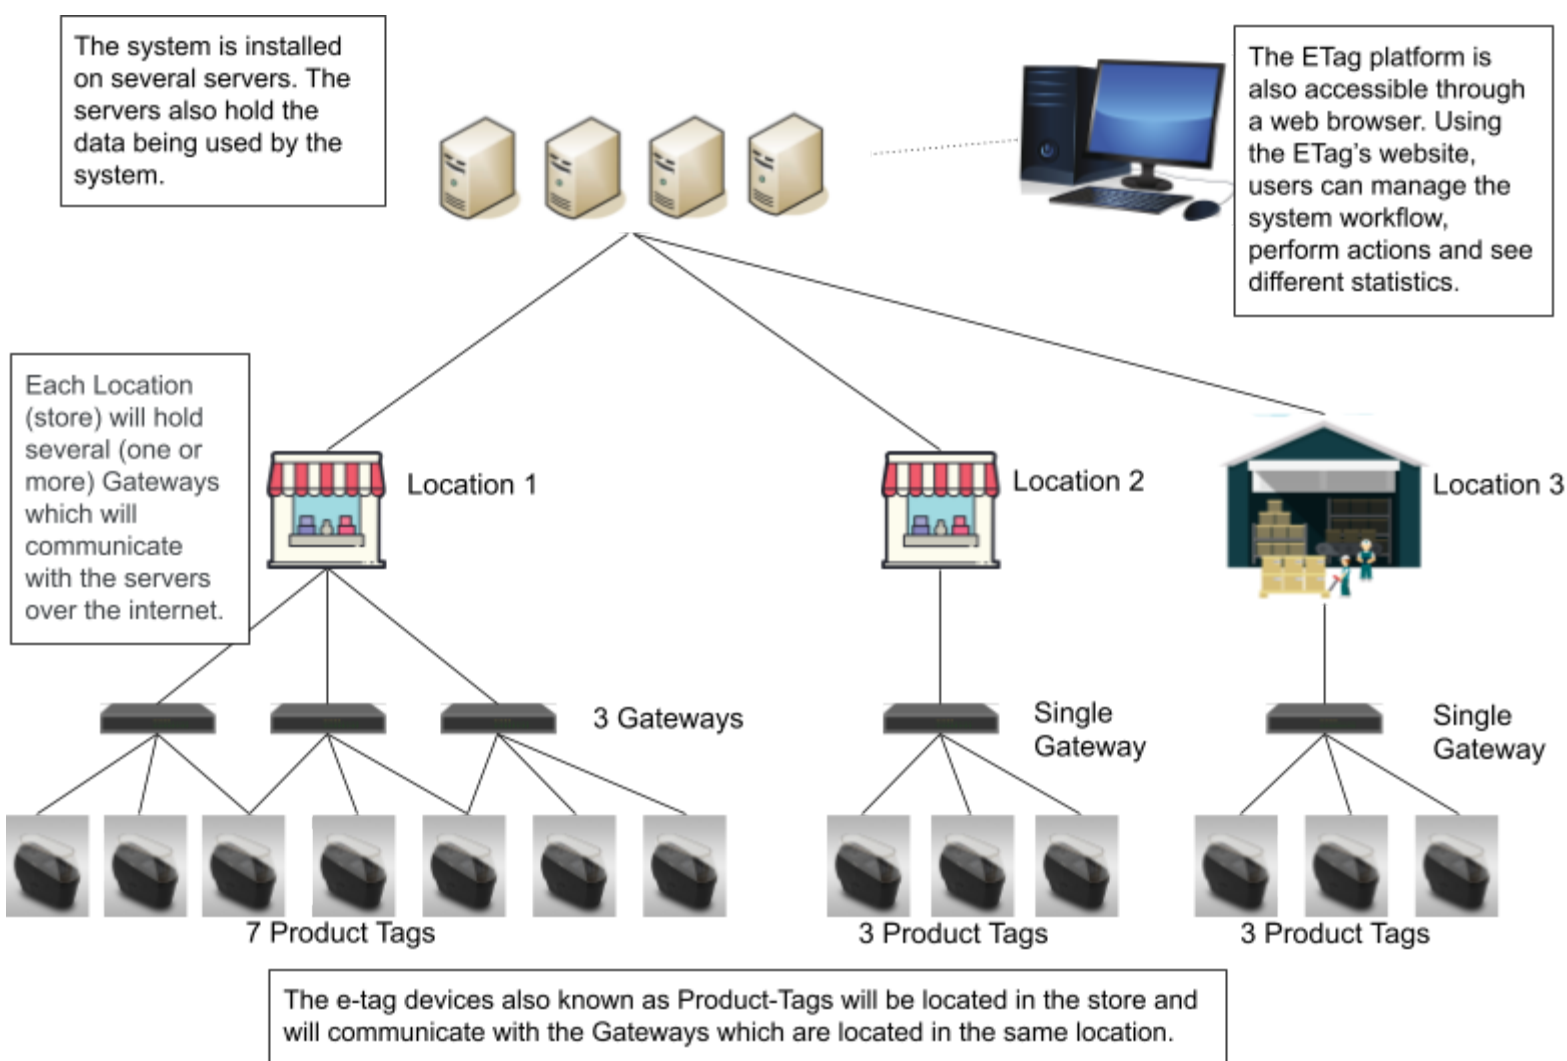 The system is installed
on several servers. The
servers also hold the
data being used by the
system.
The ETag platform is
also accessible through
a web browser. Using
the ETag's website,
users can manage the
system workflow,
perform actions and see
different statistics.
Each Location
(store) will hold
several (one or
more) Gateways
which will
communicate
with the servers
over the internet.
Location 1
Location 2
Location 3
3 Gateways
Single
Gateway
Single
Gateway
7 Product Tags
3 Product Tags
3 Product Tags
The e-tag devices also known as Product-Tags will be located in the store and
will communicate with the Gateways which are located in the same location.